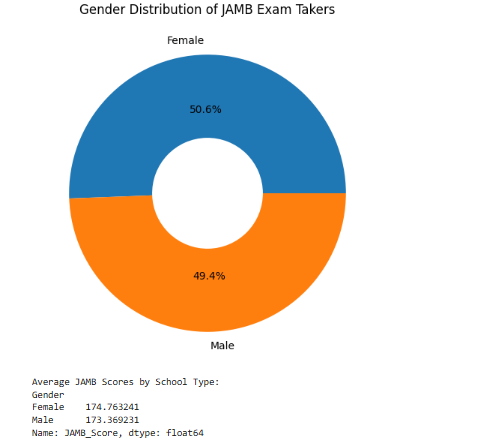 Gender Distribution of JAMB Exam Takers
Female
50.6%
49.4%
Male
Average JAMB Scores by School Type:
Gender
Female    174.763241
Male      173.369231
Name: JAMB_Score, dtype: float64